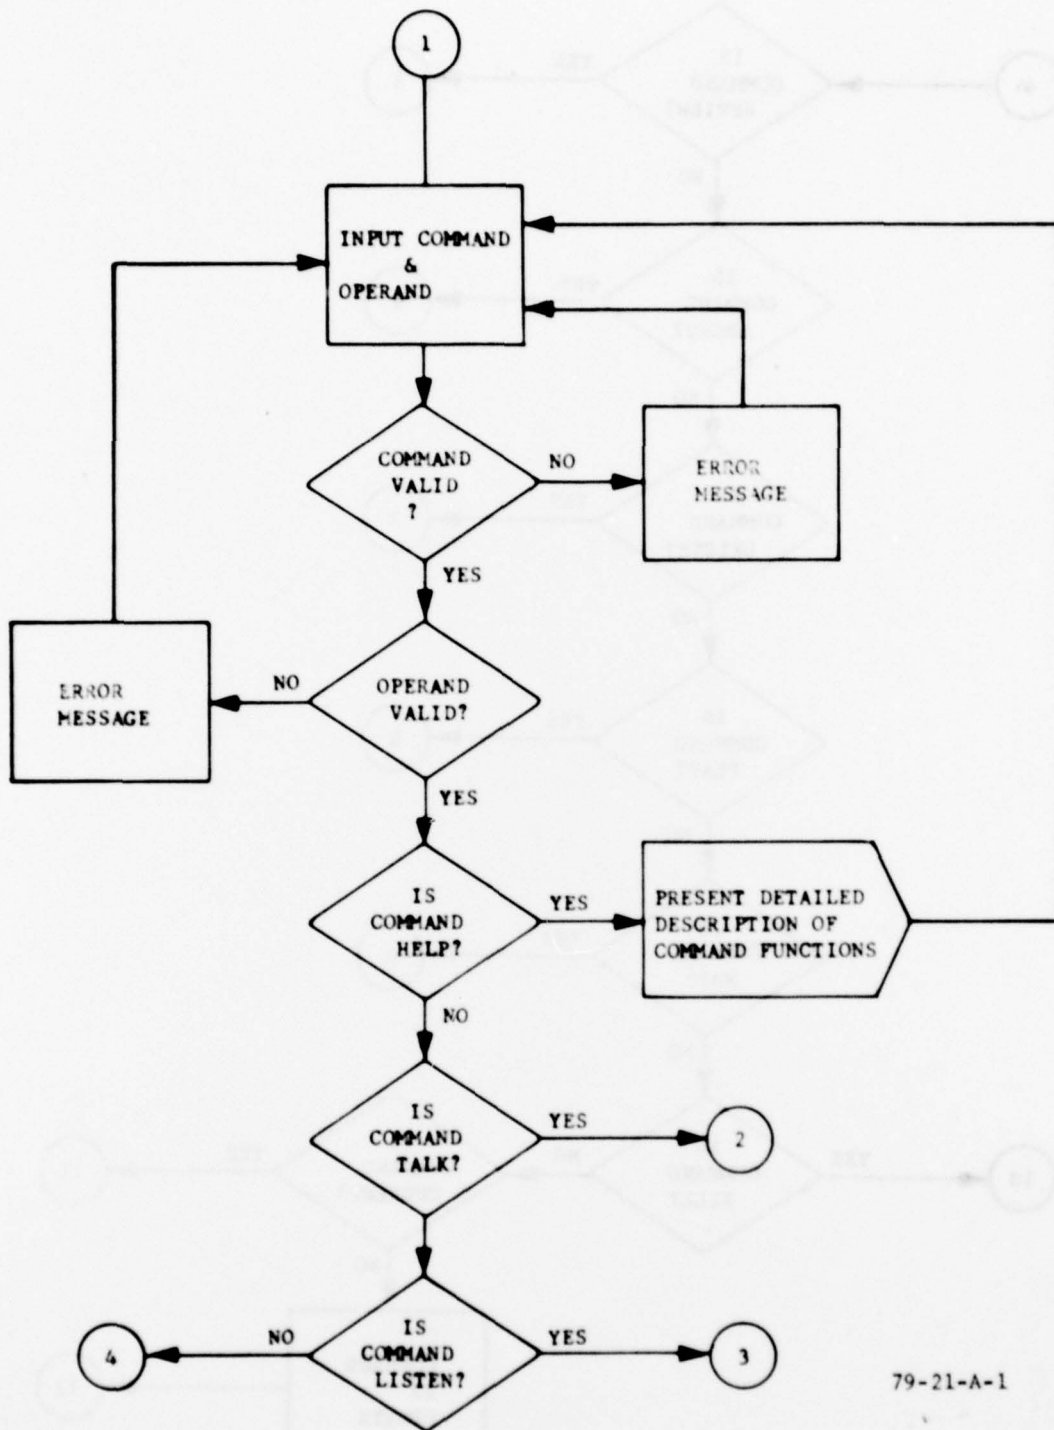 1
INPUT COMMAND
&
OPERAND
COMMAND
VALID
?
NO
ERROR
MESSAGE
YES
OPERAND
VALID?
NO
ERROR
MESSAGE
YES
IS
COMMAND
HELP?
YES
PRESENT DETAILED
DESCRIPTION OF
COMMAND FUNCTIONS
NO
IS
COMMAND
TALK?
YES
2
IS
COMMAND
LISTEN?
NO
4
YES
3
79-21-A-1